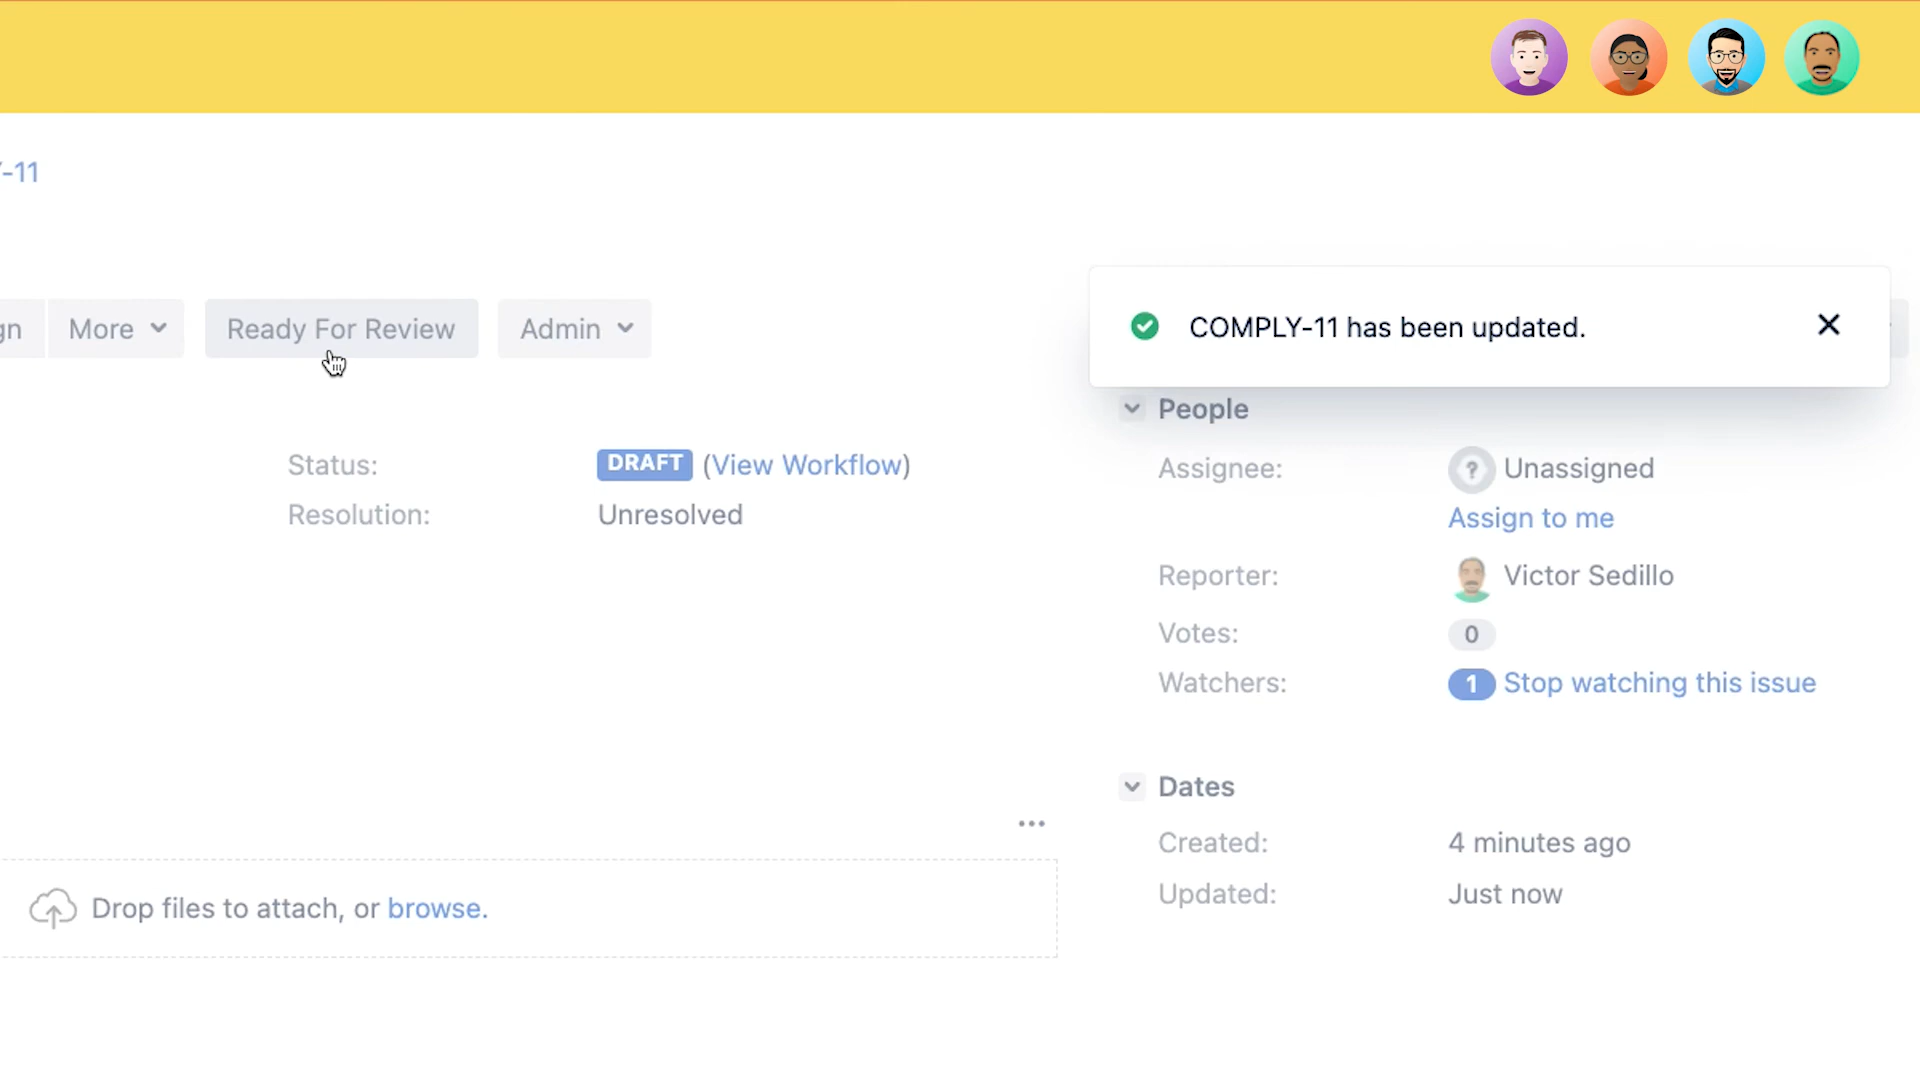 -11
gn
More
Ready For Review
Admin
COMPLY-11 has been updated.
Status:
DRAFT (View Workflow)
Resolution:
Unresolved
People
Assignee:
? Unassigned
Assign to me
Reporter:
Victor Sedillo
Votes:
0
Watchers:
1 Stop watching this issue
Dates
Created:
4 minutes ago
Updated:
Just now
Drop files to attach, or browse.